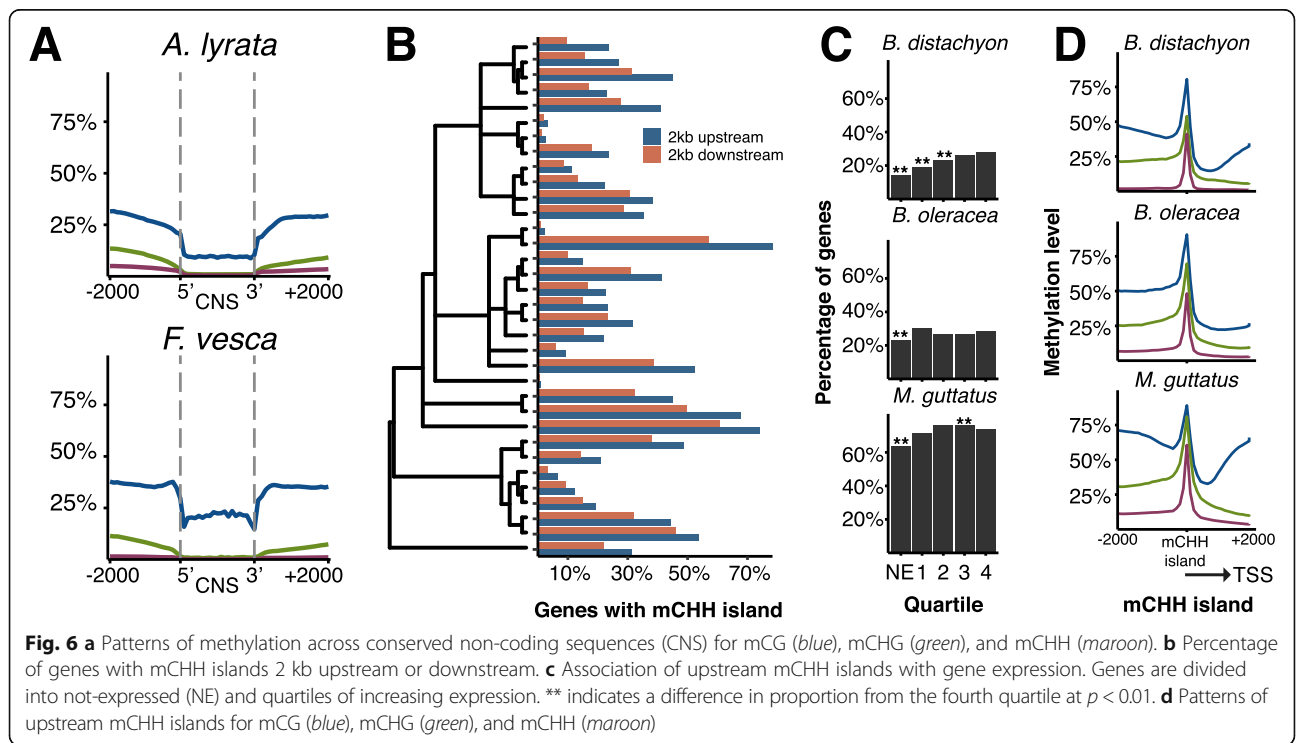 A
A. lyrata
75%
50%
25%
-2000 5’ CNS 3’ +2000
F. vesca
75%
50%
25%
-2000 5’ CNS 3’ +2000
B
2kb upstream
2kb downstream
10% 30% 50% 70%
Genes with mCHH island
C
B. distachyon
60%
40%
20%
** ** **
B. oleracea
60%
40%
20%
**
M. guttatus
60%
40%
20%
** **
Percentage of genes
NE 1 2 3 4
Quartile
D
B. distachyon
75%
50%
25%
B. oleracea
75%
50%
25%
M. guttatus
75%
50%
25%
Methylation level
-2000 mCHH +2000
island
TSS
mCHH island
Fig. 6 a Patterns of methylation across conserved non-coding sequences (CNS) for mCG (blue), mCHG (green), and mCHH (maroon). b Percentage
of genes with mCHH islands 2 kb upstream or downstream. c Association of upstream mCHH islands with gene expression. Genes are divided
into not-expressed (NE) and quartiles of increasing expression. ** indicates a difference in proportion from the fourth quartile at p < 0.01. d Patterns of
upstream mCHH islands for mCG (blue), mCHG (green), and mCHH (maroon)